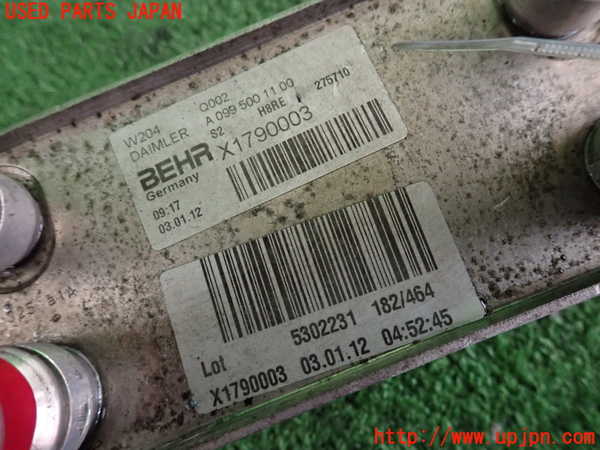 USED PARTS JAPAN
W204 Q002
DAIMLER A 099 500 11 00
S2 H8RE 275710
BEHR X1790003
Germany
09:17
03.01.12
5302231 182/464
Lot
X1790003 03.01.12 04:52:45
http://www.upjpn.com/